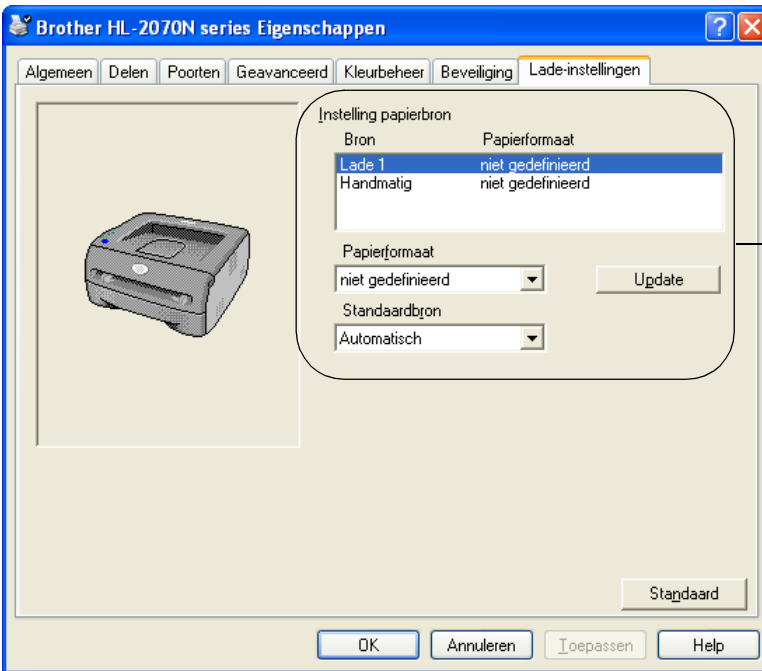 Brother HL-2070N series Eigenschappen
Algemeen Delen Poorten Geavanceerd Kleurbeheer Beveiliging Lade-instellingen
Instelling papierbron
Bron Papierformaat
Lade 1 niet gedefinieerd
Handmatig niet gedefinieerd
Papierformaat
niet gedefinieerd Update
Standaardbron
Automatisch
Standaard
OK Annuleren Toepassen Help